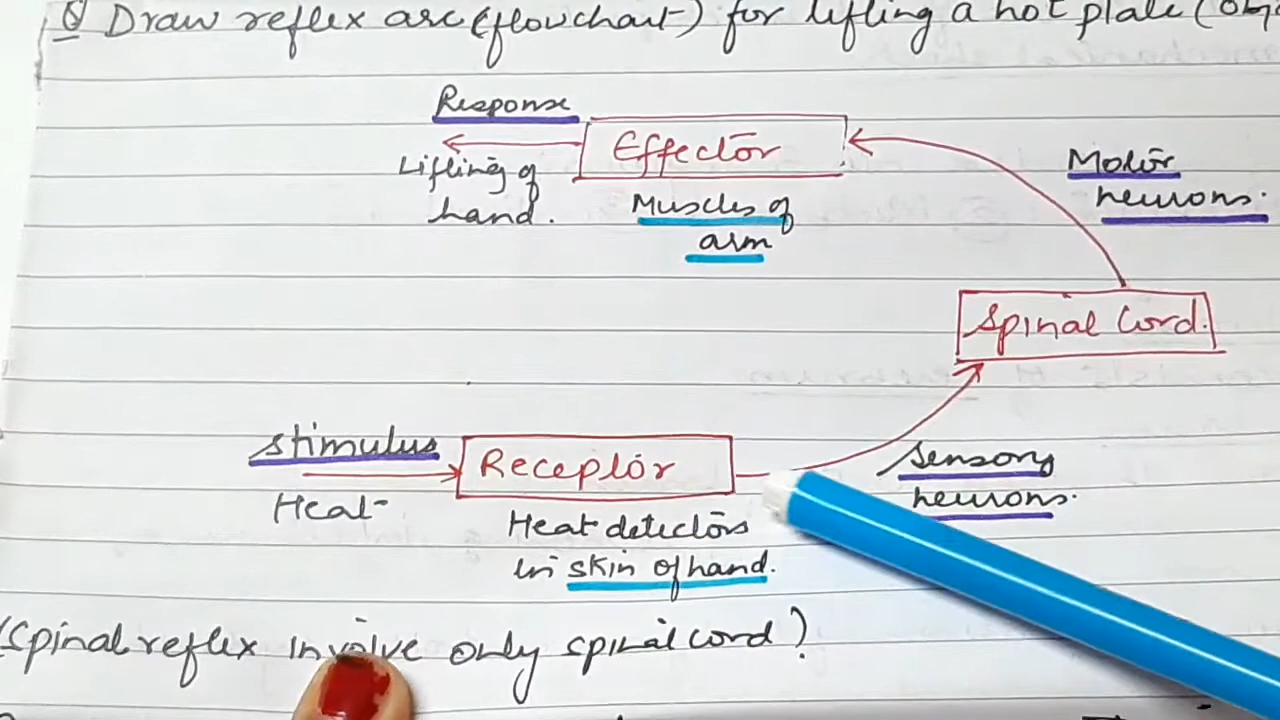 Q Draw reflex arc (flowchart) for lifting a hot plate (
Response
Effector
Lifting of
hand.
Muscles of
arm
Motor
neurons.
Spinal Cord.
Stimulus
Receptor
Heat
Heat detectors
in skin of hand.
Sensory
neurons.
(Spinal reflex involve only spinal cord)